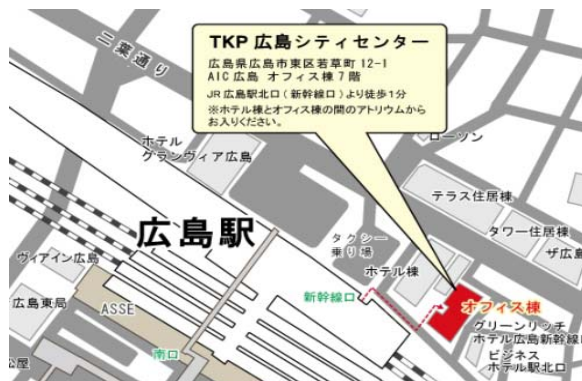 二葉通り
TKP 広島シティセンター
広島県広島市東区若草町 12-1
AIC 広島 オフィス棟 7 階
JR 広島駅北口（新幹線口）より徒歩1分
※ホテル棟とオフィス棟の間のアトリウムから
お入りください。
ホテル
グランヴィア広島
ローソン
テラス住居棟
タワー住居棟
ザ広島
広島駅
タクシー
乗り場
ホテル棟
ヴィアイン広島
新幹線口
オフィス棟
広島東局
ASSE
グリーンリッチ
ホテル広島新幹線口
ビジネス
ホテル駅北口
南口
屋